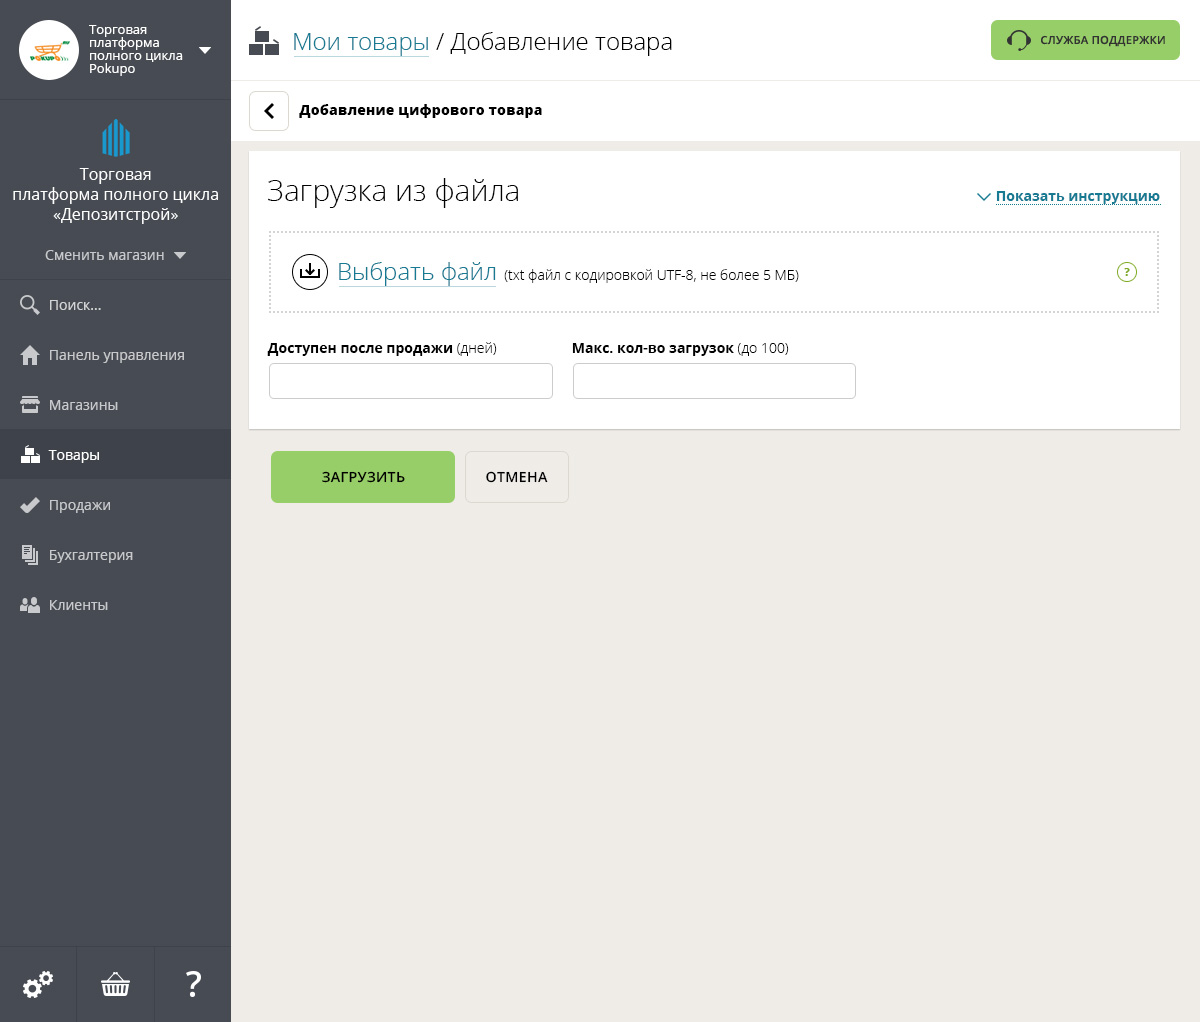 POKUPO
Торговая
платформа
полного цикла
Pokupo
Торговая
платформа полного цикла
«Депозитстрой»
Сменить магазин
Поиск...
Панель управления
Магазины
Товары
Продажи
Бухгалтерия
Клиенты
?
Мои товары / Добавление товара
СЛУЖБА ПОДДЕРЖКИ
Добавление цифрового товара
Загрузка из файла
Показать инструкцию
Выбрать файл (txt файл с кодировкой UTF-8, не более 5 МБ)
?
Доступен после продажи (дней)
Макс. кол-во загрузок (до 100)
ЗАГРУЗИТЬ
ОТМЕНА